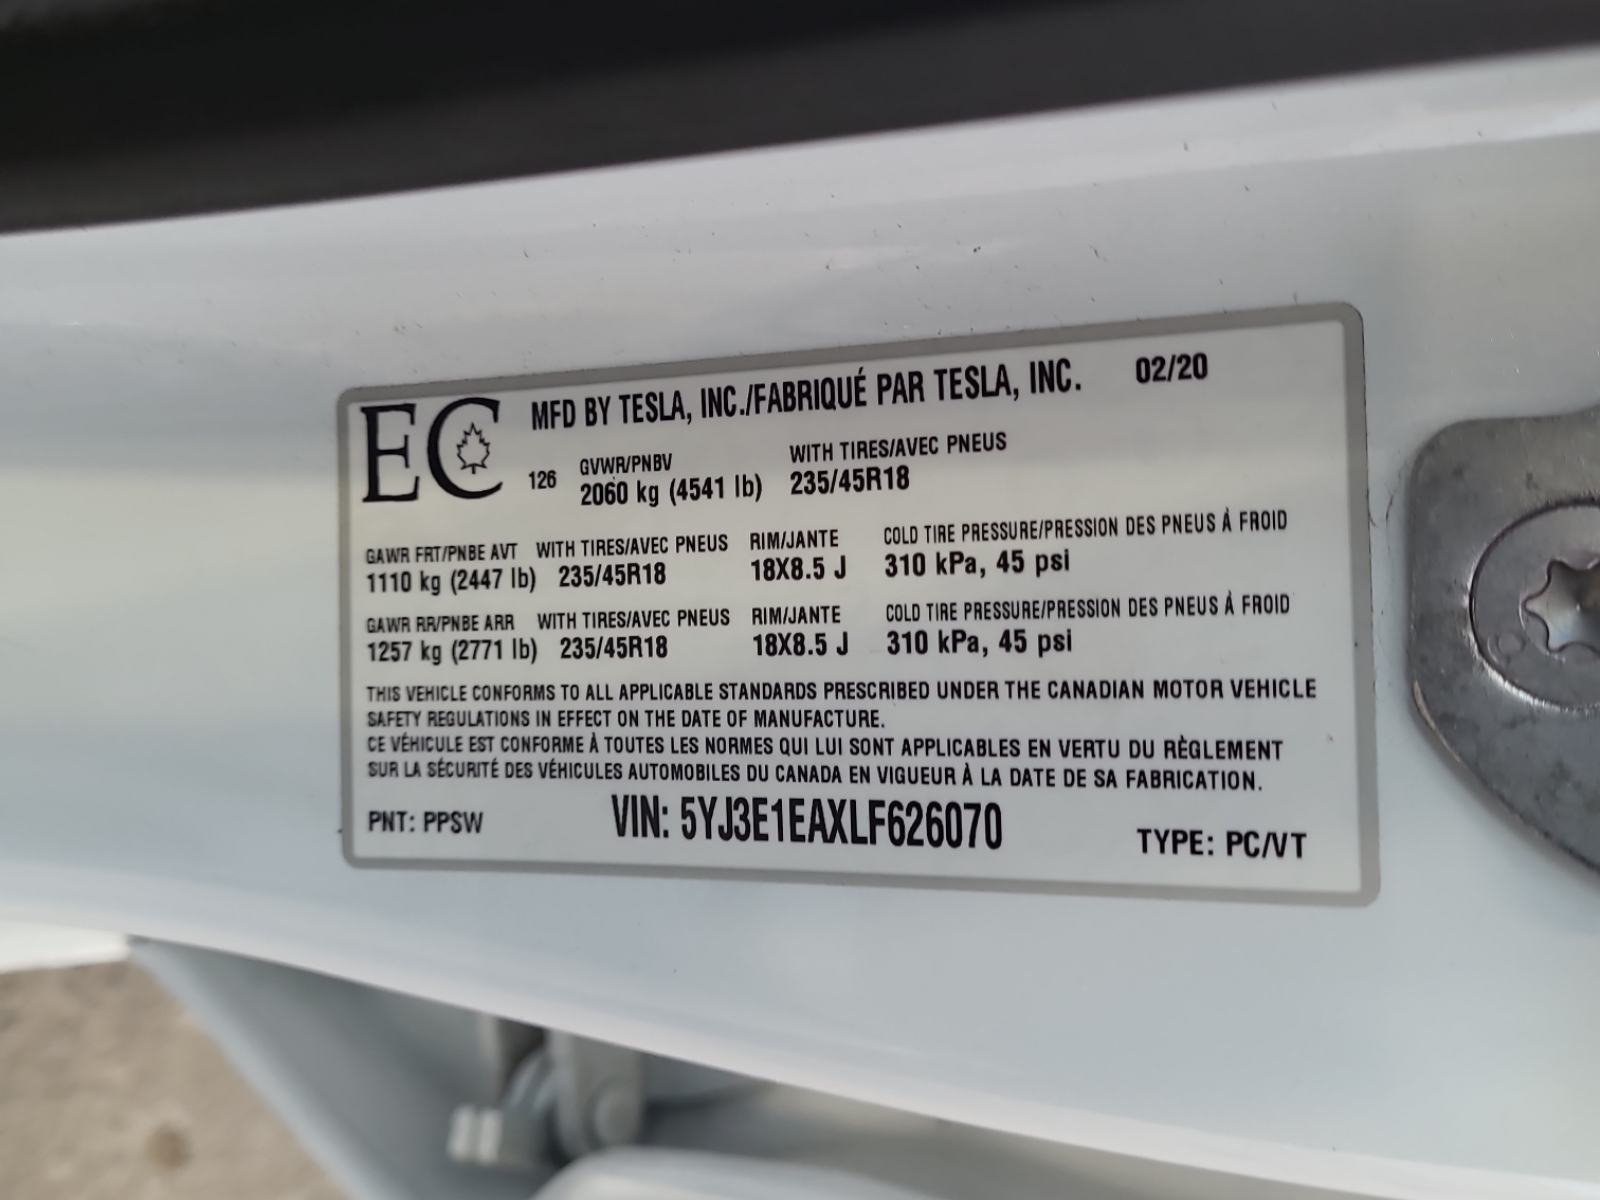 EC MFD BY TESLA, INC./FABRIQUÉ PAR TESLA, INC. 02/20
126 GVWR/PNBV WITH TIRES/AVEC PNEUS
2060 kg (4541 lb) 235/45R18
GAWR FRT/PNBE AVT WITH TIRES/AVEC PNEUS RIM/JANTE COLD TIRE PRESSURE/PRESSION DES PNEUS À FROID
1110 kg (2447 lb) 235/45R18 18X8.5 J 310 kPa, 45 psi
GAWR RR/PNBE ARR WITH TIRES/AVEC PNEUS RIM/JANTE COLD TIRE PRESSURE/PRESSION DES PNEUS À FROID
1257 kg (2771 lb) 235/45R18 18X8.5 J 310 kPa, 45 psi
THIS VEHICLE CONFORMS TO ALL APPLICABLE STANDARDS PRESCRIBED UNDER THE CANADIAN MOTOR VEHICLE
SAFETY REGULATIONS IN EFFECT ON THE DATE OF MANUFACTURE.
CE VÉHICULE EST CONFORME À TOUTES LES NORMES QUI LUI SONT APPLICABLES EN VERTU DU RÈGLEMENT
SUR LA SÉCURITÉ DES VÉHICULES AUTOMOBILES DU CANADA EN VIGUEUR À LA DATE DE SA FABRICATION.
PNT: PPSW VIN: 5YJ3E1EAXLF626070 TYPE: PC/VT